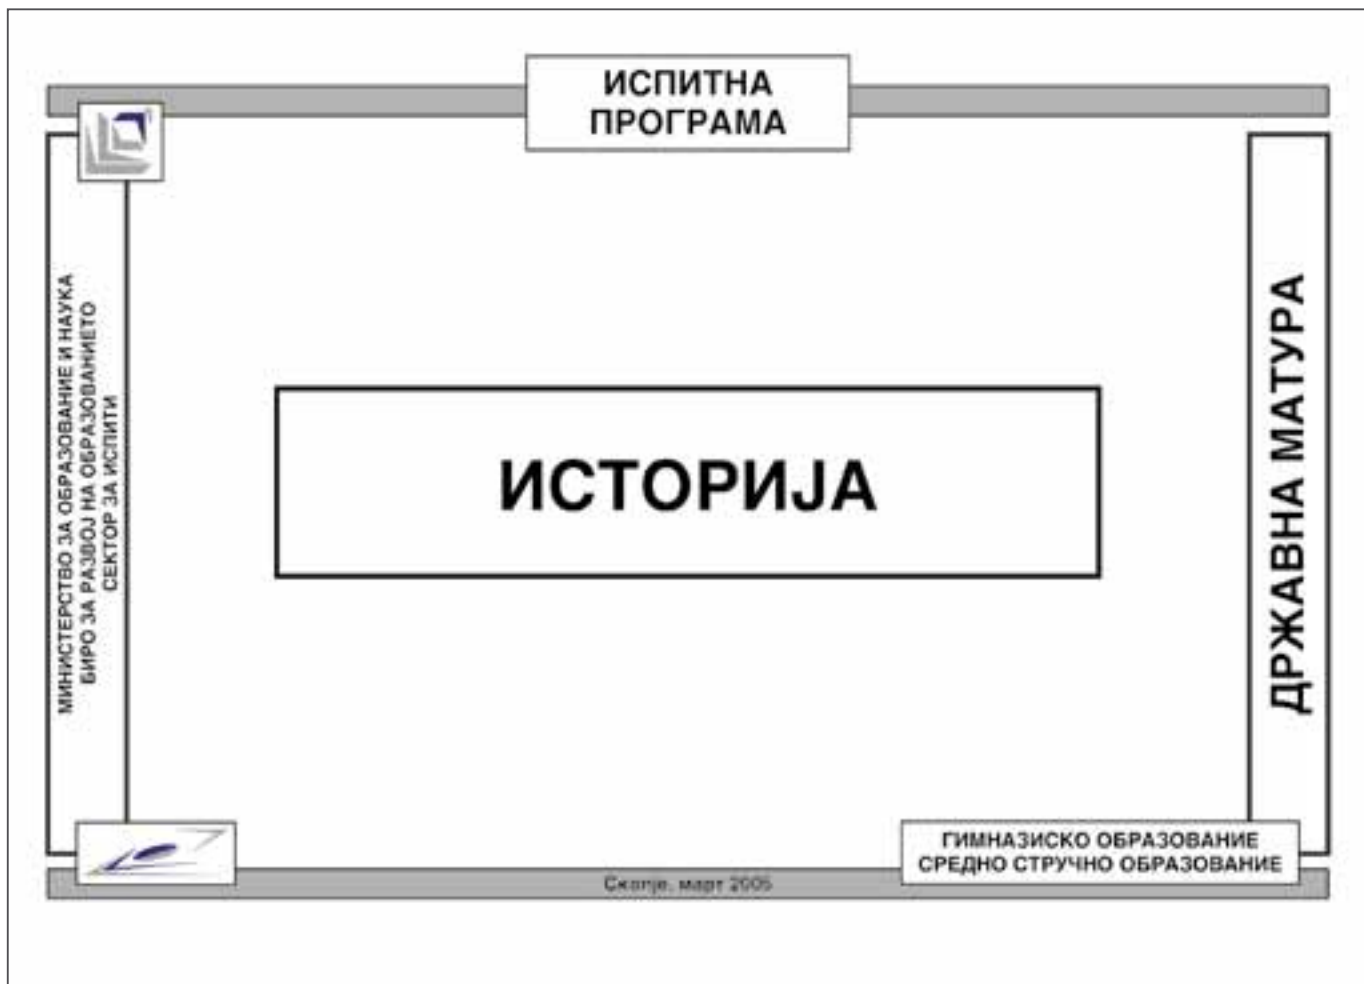 ИСПИТНА
ПРОГРАМА
МИНИСТЕРСТВО ЗА ОБРАЗОВАНИЕ И НАУКА
БИРО ЗА РАЗВОЈ НА ОБРАЗОВАНИЕТО
СЕКТОР ЗА ИСПИТИ
ИСТОРИЈА
ДРЖАВНА МАТУРА
ГИМНАЗИСКО ОБРАЗОВАНИЕ
СРЕДНО СТРУЧНО ОБРАЗОВАНИЕ
Скопје, март 2005